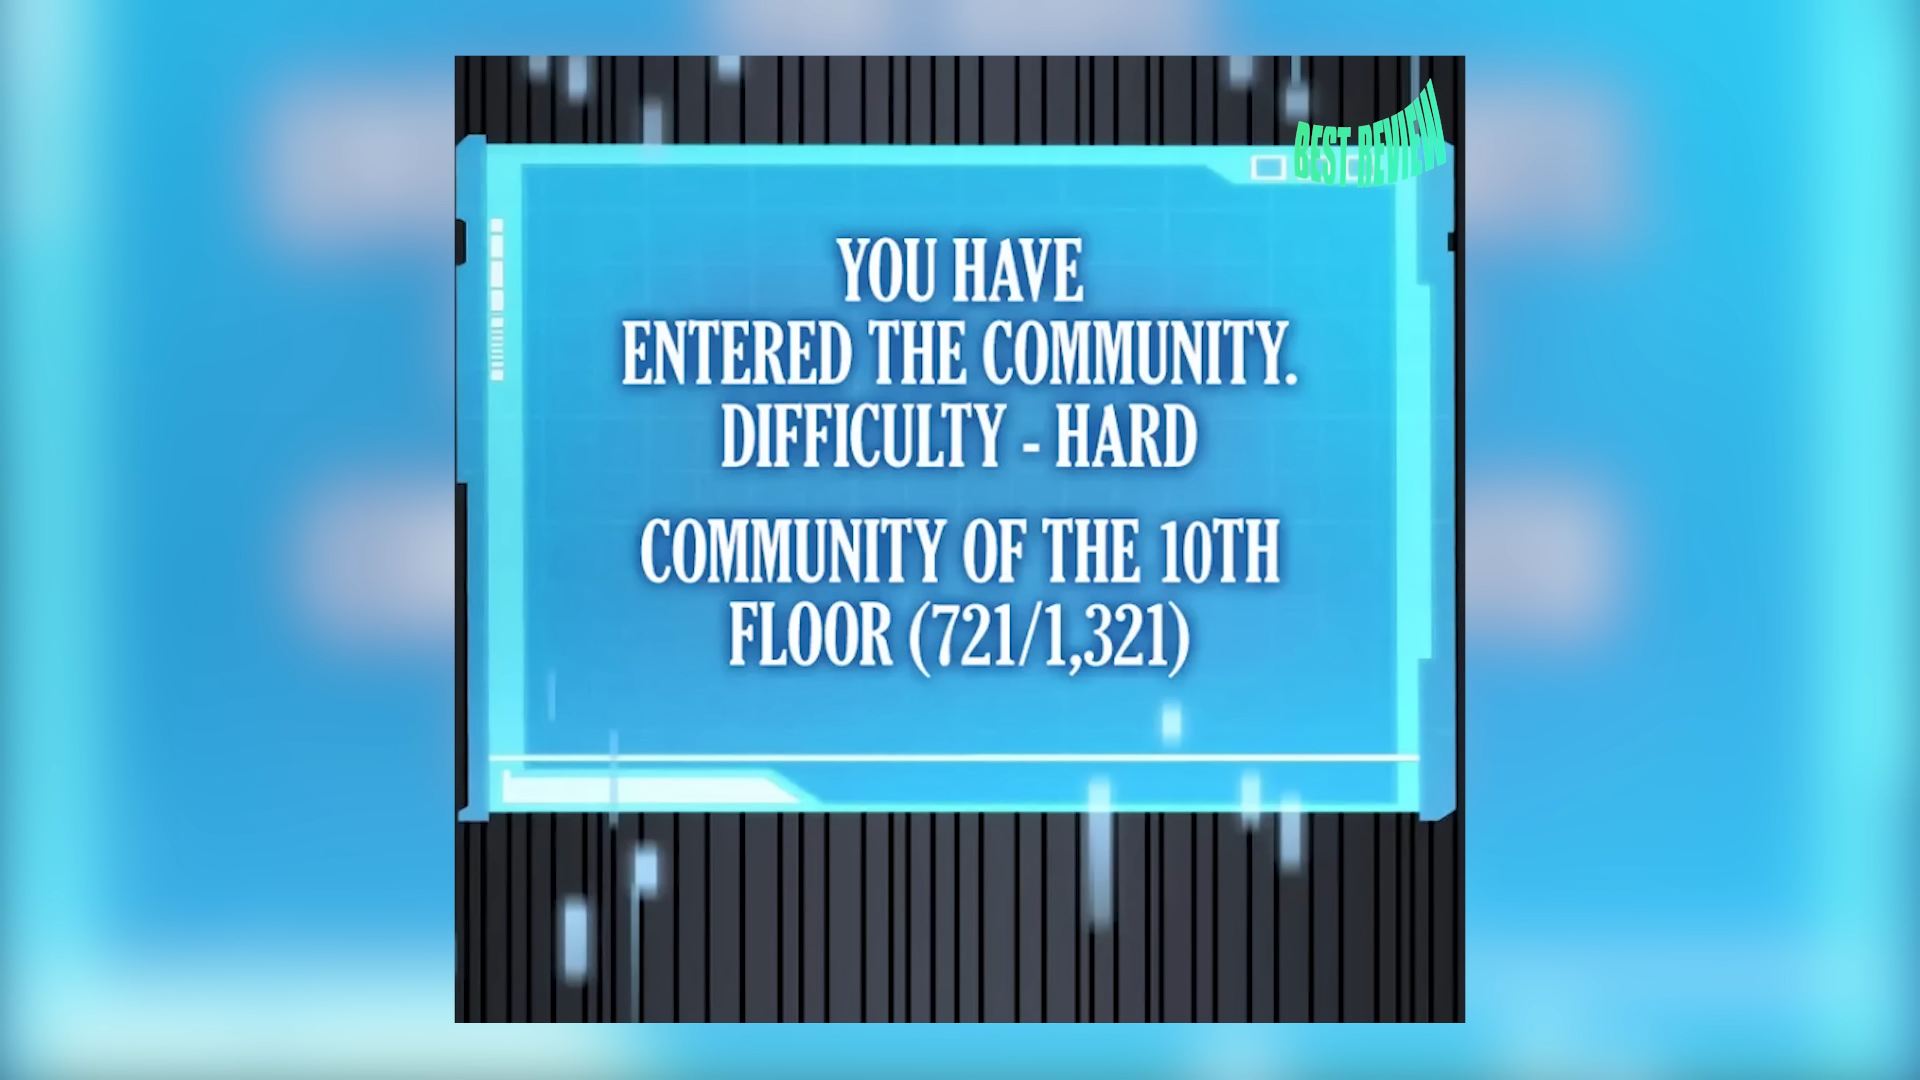 BEST REVIEW
YOU HAVE
ENTERED THE COMMUNITY.
DIFFICULTY - HARD
COMMUNITY OF THE 10TH
FLOOR (721/1,321)